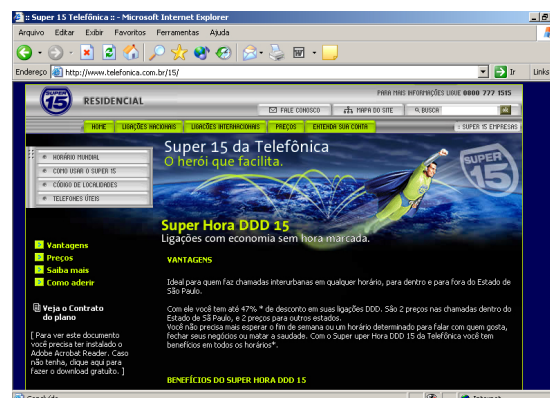 :: Super 15 Telefônica :: - Microsoft Internet Explorer
Arquivo Editar Exibir Favoritos Ferramentas Ajuda
Endereço http://www.telefonica.com.br/15/ Ir Links
PARA MAIS INFORMAÇÕES LIGUE 0800 777 1515
SUPER 15 RESIDENCIAL
FALE CONOSCO MAPA DO SITE BUSCA
HOME LIGAÇÕES NACIONAIS LIGAÇÕES INTERNACIONAIS PREÇOS ENTENDA SUA CONTA :: SUPER 15 EMPRESAS
HORÁRIO MUNDIAL
COMO USAR O SUPER 15
CÓDIGO DE LOCALIDADES
TELEFONES ÚTEIS
Super 15 da Telefônica
O herói que facilita.
SUPER 15
Super Hora DDD 15
Ligações com economia sem hora marcada.
Vantagens
Preços
Saiba mais
Como aderir
Veja o Contrato
do plano
[ Para ver este documento
você precisa ter instalado o
Adobe Acrobat Reader. Caso
não tenha, clique aqui para
fazer o download gratuito. ]
VANTAGENS
Ideal para quem faz chamadas interurbanas em qualquer horário, para dentro e para fora do Estado de
São Paulo.
Com ele você tem até 47% * de desconto em suas ligações DDD. São 2 preços nas chamadas dentro do
Estado de Sã Paulo, e 2 preços para outros estados.
Você não precisa mais esperar o fim de semana ou um horário determinado para falar com quem gosta,
fechar seus negócios ou matar a saudade. Com o Super uper Hora DDD 15 da Telefônica você tem
benefícios em todos os horários*.
BENEFÍCIOS DO SUPER HORA DDD 15
Concluído Internet